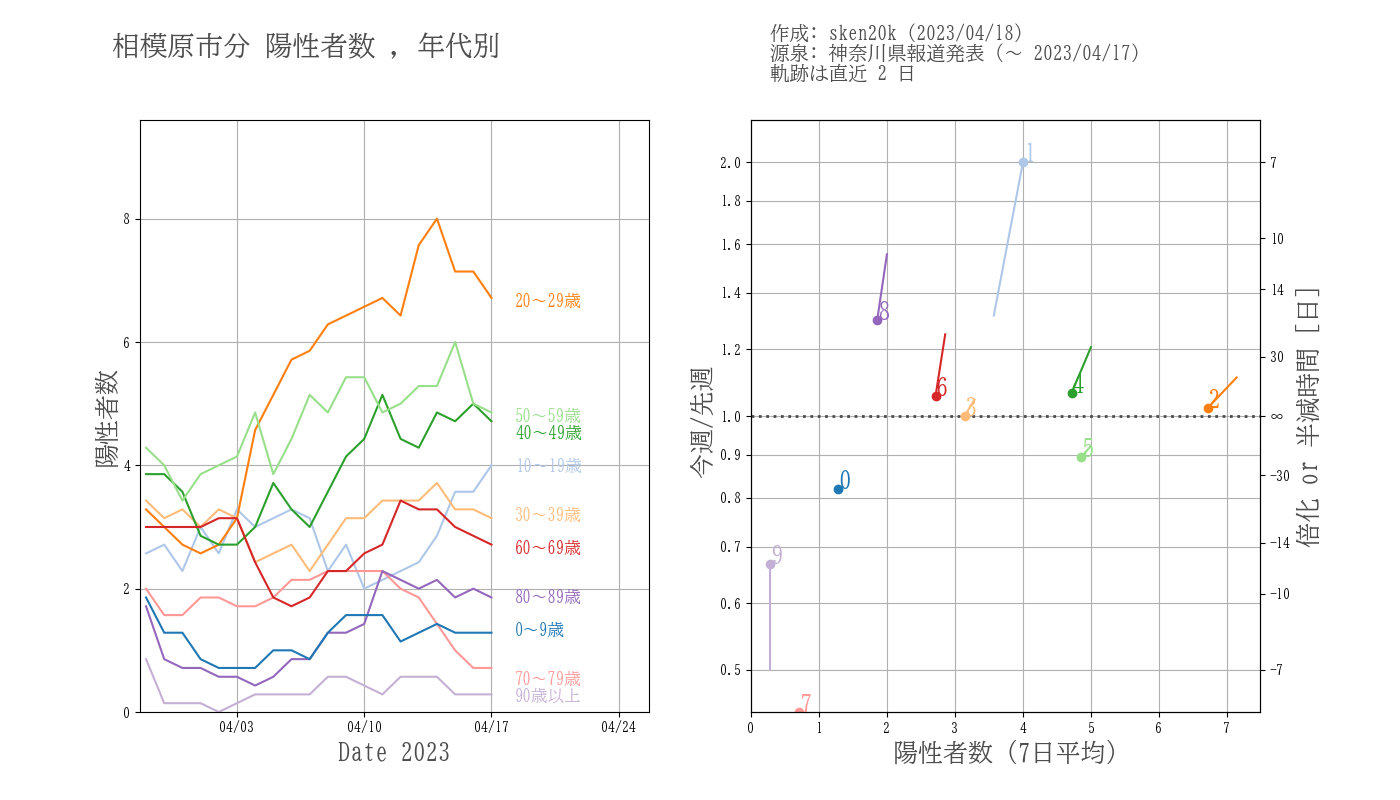 相模原市分 陽性者数 , 年代別
作成: sken20k (2023/04/18)
源泉: 神奈川県報道発表 (〜 2023/04/17)
軌跡は直近 2 日
陽性者数
8
6
4
2
0
20〜29歳
50〜59歳
40〜49歳
10〜19歳
30〜39歳
60〜69歳
80〜89歳
0〜9歳
70〜79歳
90歳以上
04/03
04/10
04/17
04/24
Date 2023
今週/先週
2.0
1.8
1.6
1.4
1.2
1.0
0.9
0.8
0.7
0.6
0.5
1
8
6
3
4
2
5
0
9
7
0
1
2
3
4
5
6
7
陽性者数 (7日平均)
7
10
14
30
∞
−30
−14
−10
−7
倍化 or 半減時間 [日]